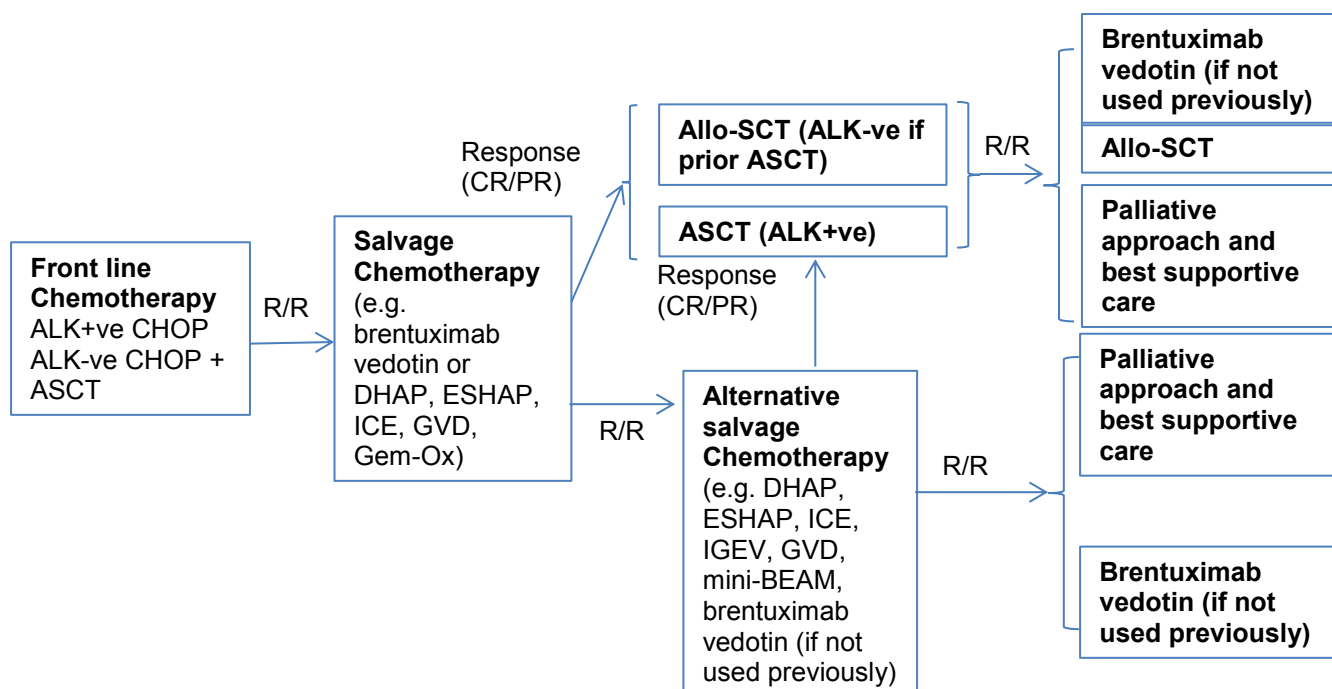 Front line
Chemotherapy
ALK+ve CHOP
ALK-ve CHOP +
ASCT
R/R
Salvage
Chemotherapy
(e.g.
brentuximab
vedotin or
DHAP, ESHAP,
ICE, GVD,
Gem-Ox)
Response
(CR/PR)
Allo-SCT (ALK-ve if
prior ASCT)
ASCT (ALK+ve)
Response
(CR/PR)
R/R
Alternative
salvage
Chemotherapy
(e.g. DHAP,
ESHAP, ICE,
IGEV, GVD,
mini-BEAM,
brentuximab
vedotin (if not
used previously)
R/R
Brentuximab
vedotin (if not
used previously)
Allo-SCT
Palliative
approach and
best supportive
care
R/R
Palliative
approach and
best supportive
care
Brentuximab
vedotin (if not
used previously)